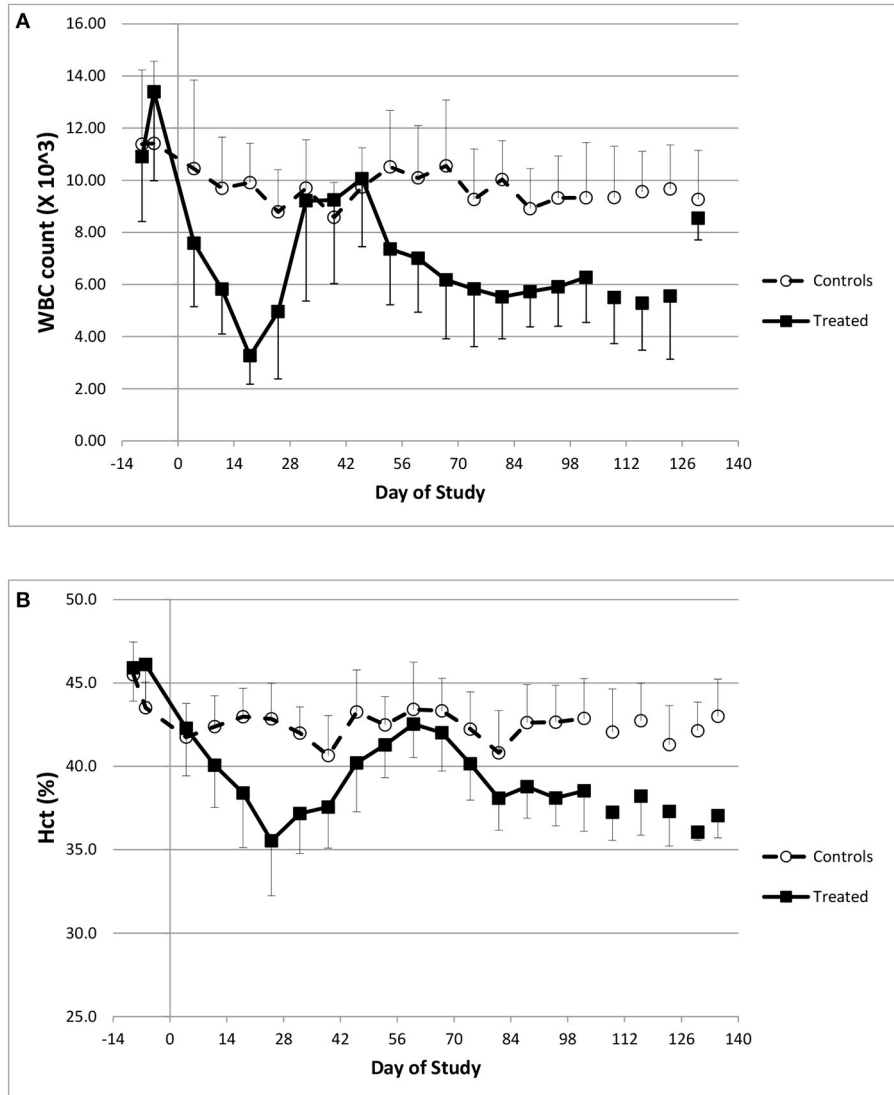 A
16.00
14.00
12.00
10.00
8.00
6.00
4.00
2.00
0.00
WBC count (X 10^3)
-14 0 14 28 42 56 70 84 98 112 126 140
Day of Study
Controls
Treated
B
50.0
45.0
40.0
35.0
30.0
25.0
Hct (%)
-14 0 14 28 42 56 70 84 98 112 126 140
Day of Study
Controls
Treated